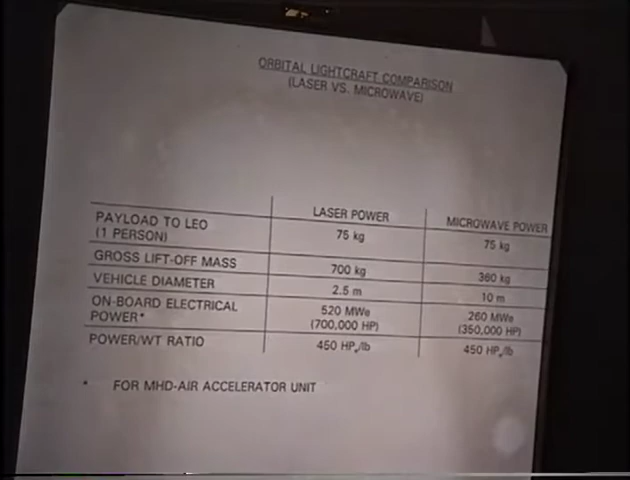 ORBITAL LIGHTCRAFT COMPARISON
(LASER VS. MICROWAVE)
LASER POWER MICROWAVE POWER
PAYLOAD TO LEO
(1 PERSON) 75 kg 75 kg
GROSS LIFT-OFF MASS 700 kg 360 kg
VEHICLE DIAMETER 2.5 m 10 m
ON-BOARD ELECTRICAL 520 MWe 260 MWe
POWER* (700,000 HP) (350,000 HP)
POWER/WT RATIO 450 HPe/lb 450 HPe/lb
* FOR MHD-AIR ACCELERATOR UNIT